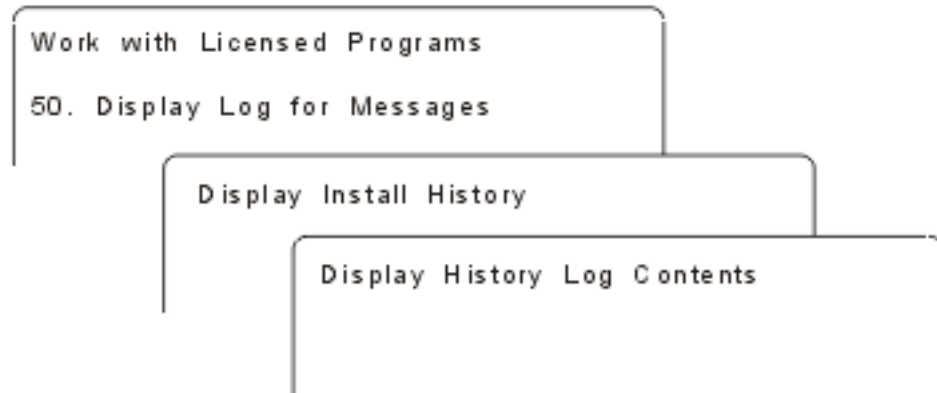 Work with Licensed Programs
50. Display Log for Messages
Display Install History
Display History Log Contents